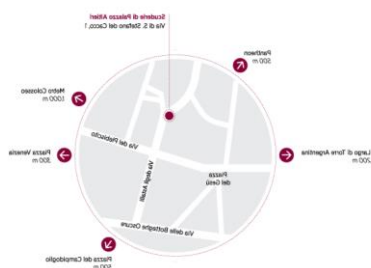 Scuderie di Palazzo Altieri
Via di S. Stefano del Cacco, 1
Pantheon
500 m
Metro Colosseo
1.000 m
Largo di Torre Argentina
200 m
Piazza Venezia
300 m
Via del Plebiscito
Piazza
del Gesù
Via degli Astalli
Via delle Botteghe Oscure
Piazza del Campidoglio
500 m